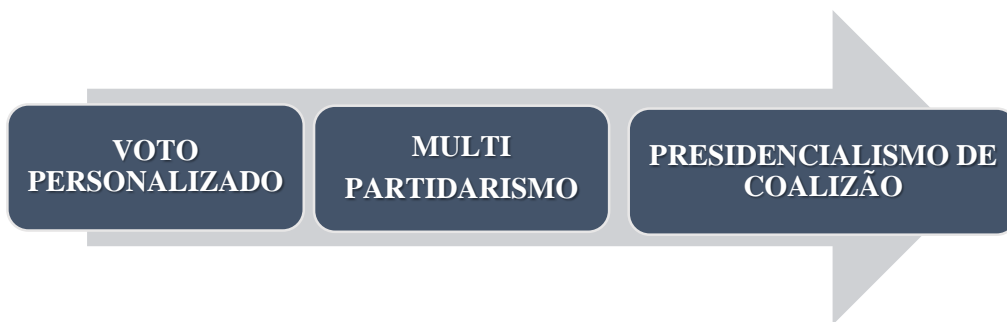 VOTO
PERSONALIZADO
MULTI
PARTIDARISMO
PRESIDENCIALISMO DE
COALIZÃO